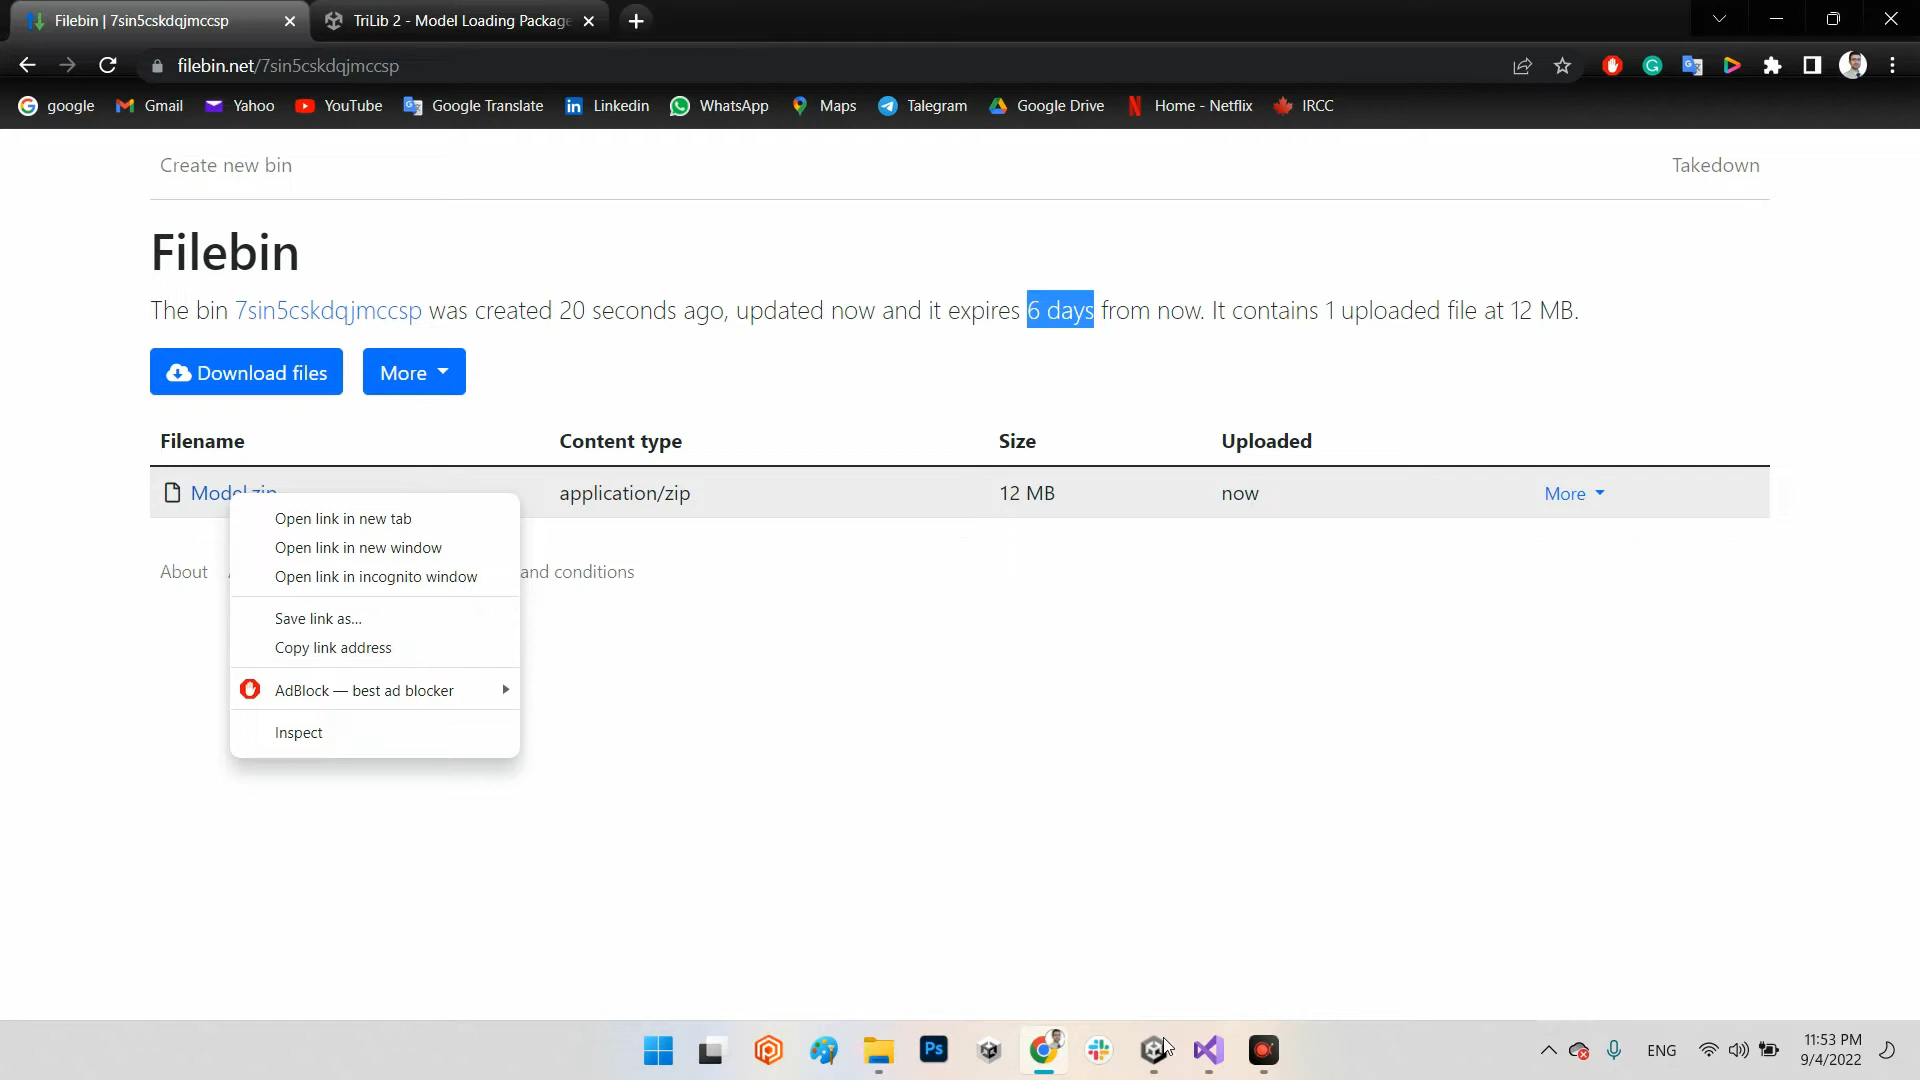 Filebin | 7sin5cskdqjmccsp
TriLib 2 - Model Loading Package
filebin.net/7sin5cskdqjmccsp
google Gmail Yahoo YouTube Google Translate Linkedin WhatsApp Maps Talegram Google Drive Home - Netflix IRCC
Create new bin Takedown
Filebin
The bin 7sin5cskdqjmccsp was created 20 seconds ago, updated now and it expires 6 days from now. It contains 1 uploaded file at 12 MB.
Download files More
Filename Content type Size Uploaded
Model.zip application/zip 12 MB now More
Open link in new tab
Open link in new window
About and conditions
Open link in incognito window
Save link as...
Copy link address
AdBlock — best ad blocker
Inspect
Ps
ENG
11:53 PM
9/4/2022